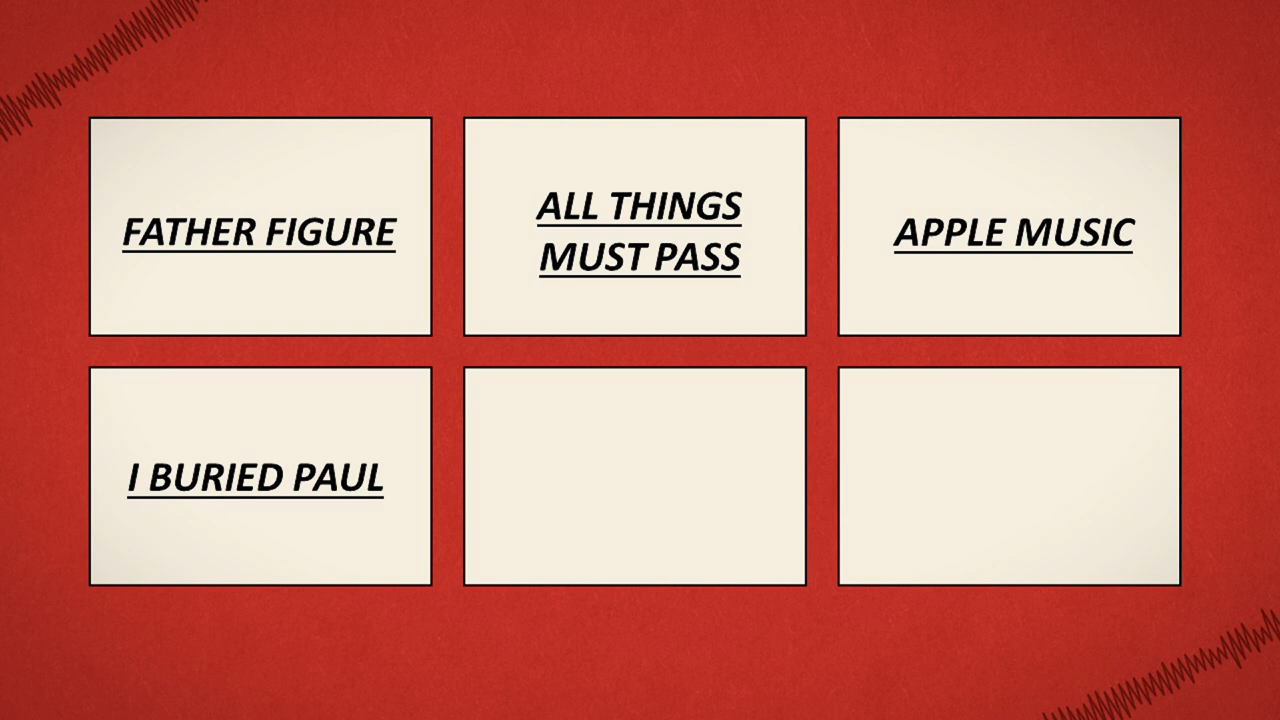 FATHER FIGURE
ALL THINGS
MUST PASS
APPLE MUSIC
I BURIED PAUL